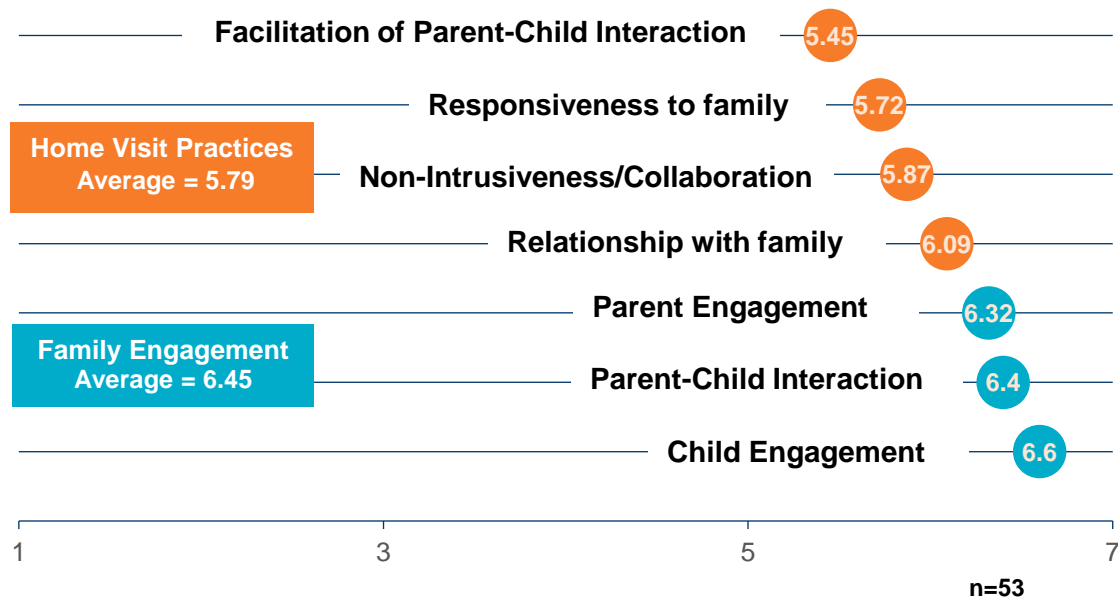 Facilitation of Parent-Child Interaction 5.45
Responsiveness to family 5.72
Home Visit Practices
Average = 5.79
Non-Intrusiveness/Collaboration 5.87
Relationship with family 6.09
Parent Engagement 6.32
Family Engagement
Average = 6.45
Parent-Child Interaction 6.4
Child Engagement 6.6
1 3 5 7
n=53